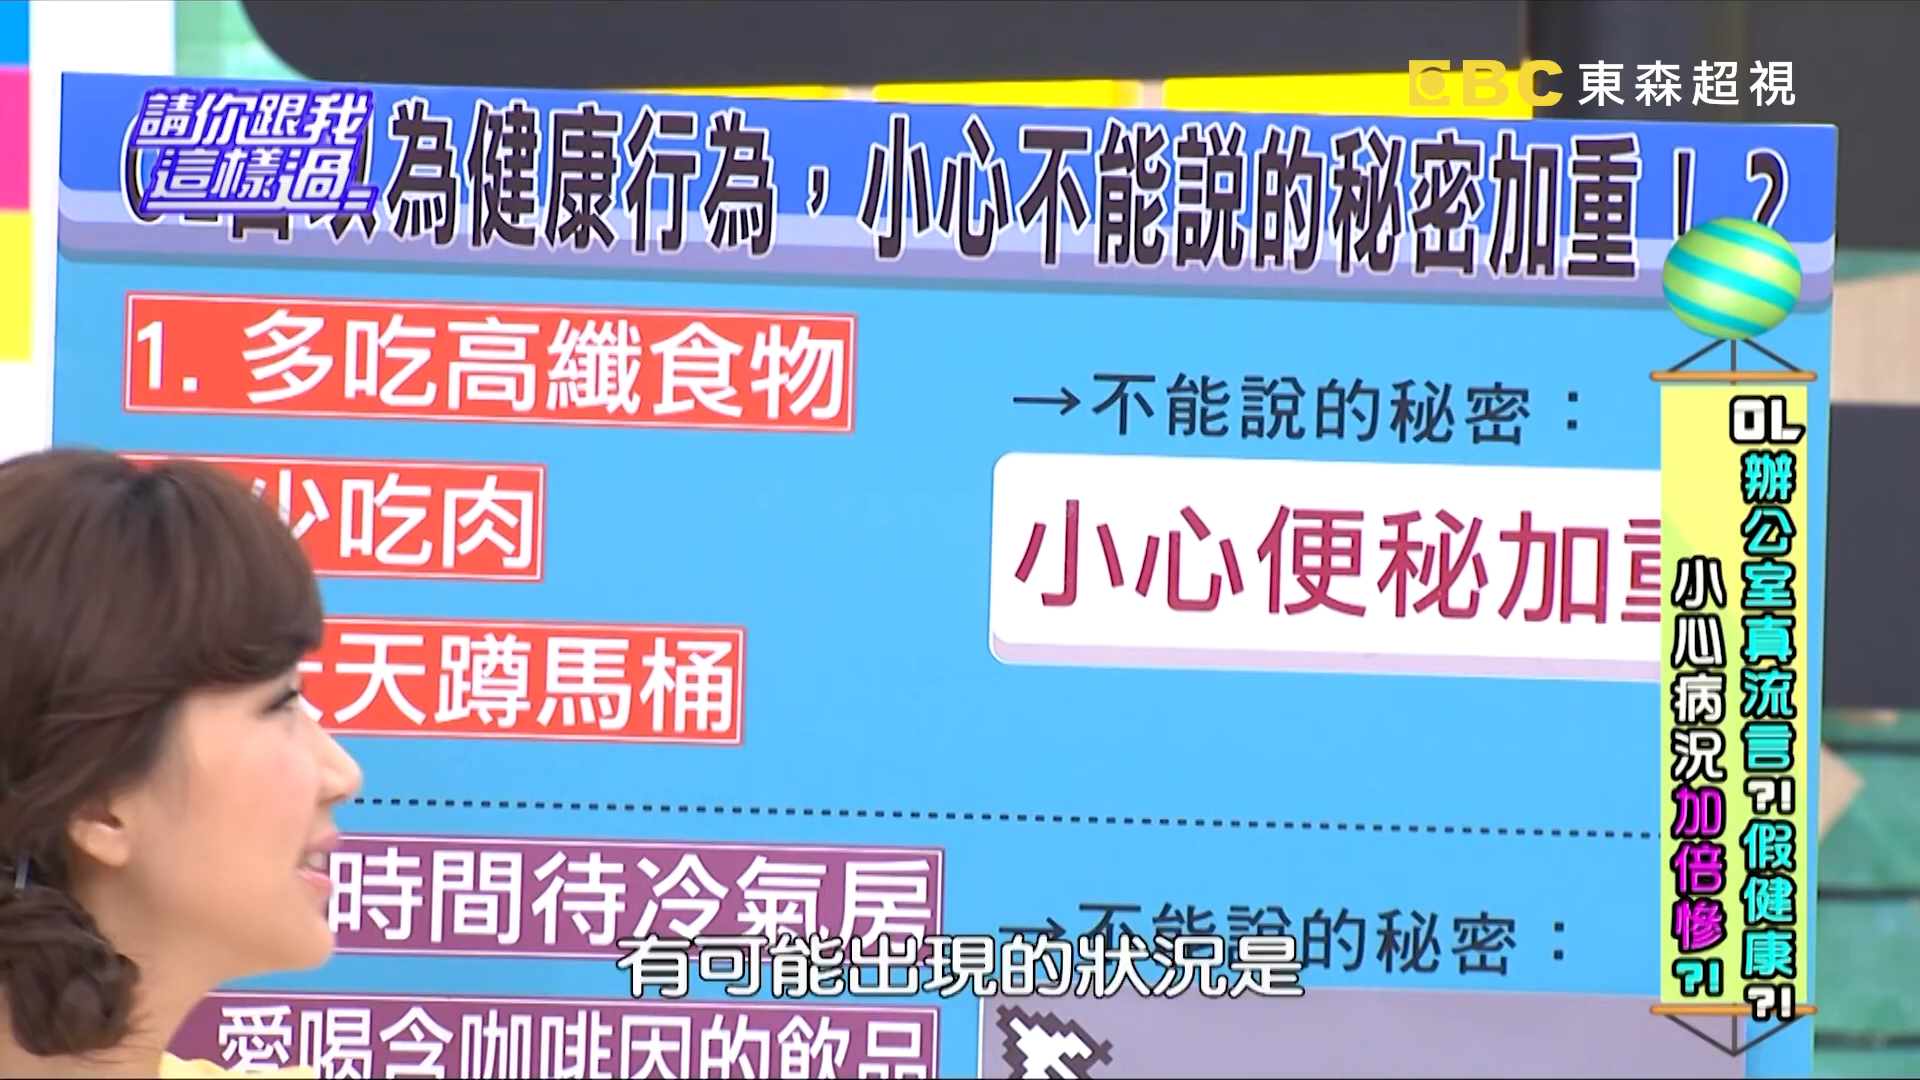 EBC 東森超視
請你跟我
這樣過
為健康行為，小心不能説的秘密加重！？
1. 多吃高纖食物
→不能說的秘密：
少吃肉
小心便秘加重
天天蹲馬桶
時間待冷氣房
→不能說的秘密：
愛喝含咖啡因的飲品
OL辦公室真流言?!假健康?!
小心病況加倍慘?!
有可能出現的狀況是